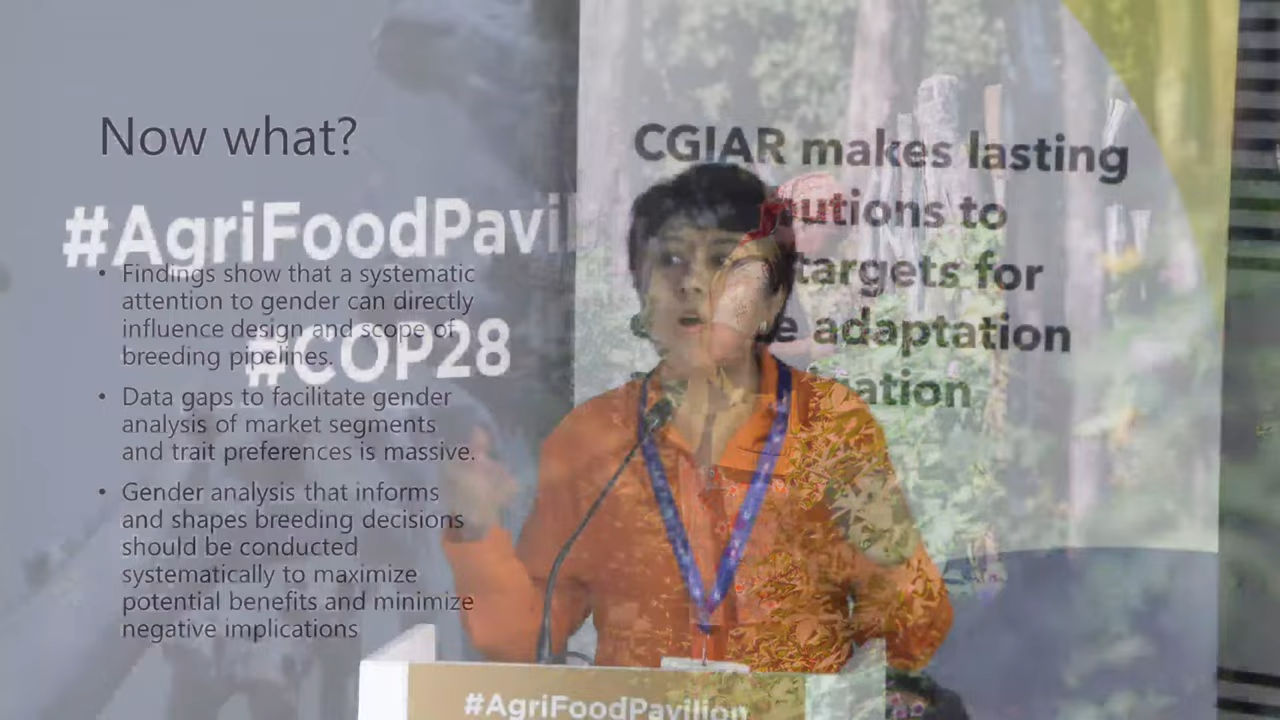 Now what?
#AgriFoodPavil
#COP28
• Findings show that a systematic
attention to gender can directly
influence design and scope of
breeding pipelines.
• Data gaps to facilitate gender
analysis of market segments
and trait preferences is massive.
• Gender analysis that informs
and shapes breeding decisions
should be conducted
systematically to maximize
potential benefits and minimize
negative implications
CGIAR makes lasting
utions to
targets for
e adaptation
ation
#AgriFoodPavilion